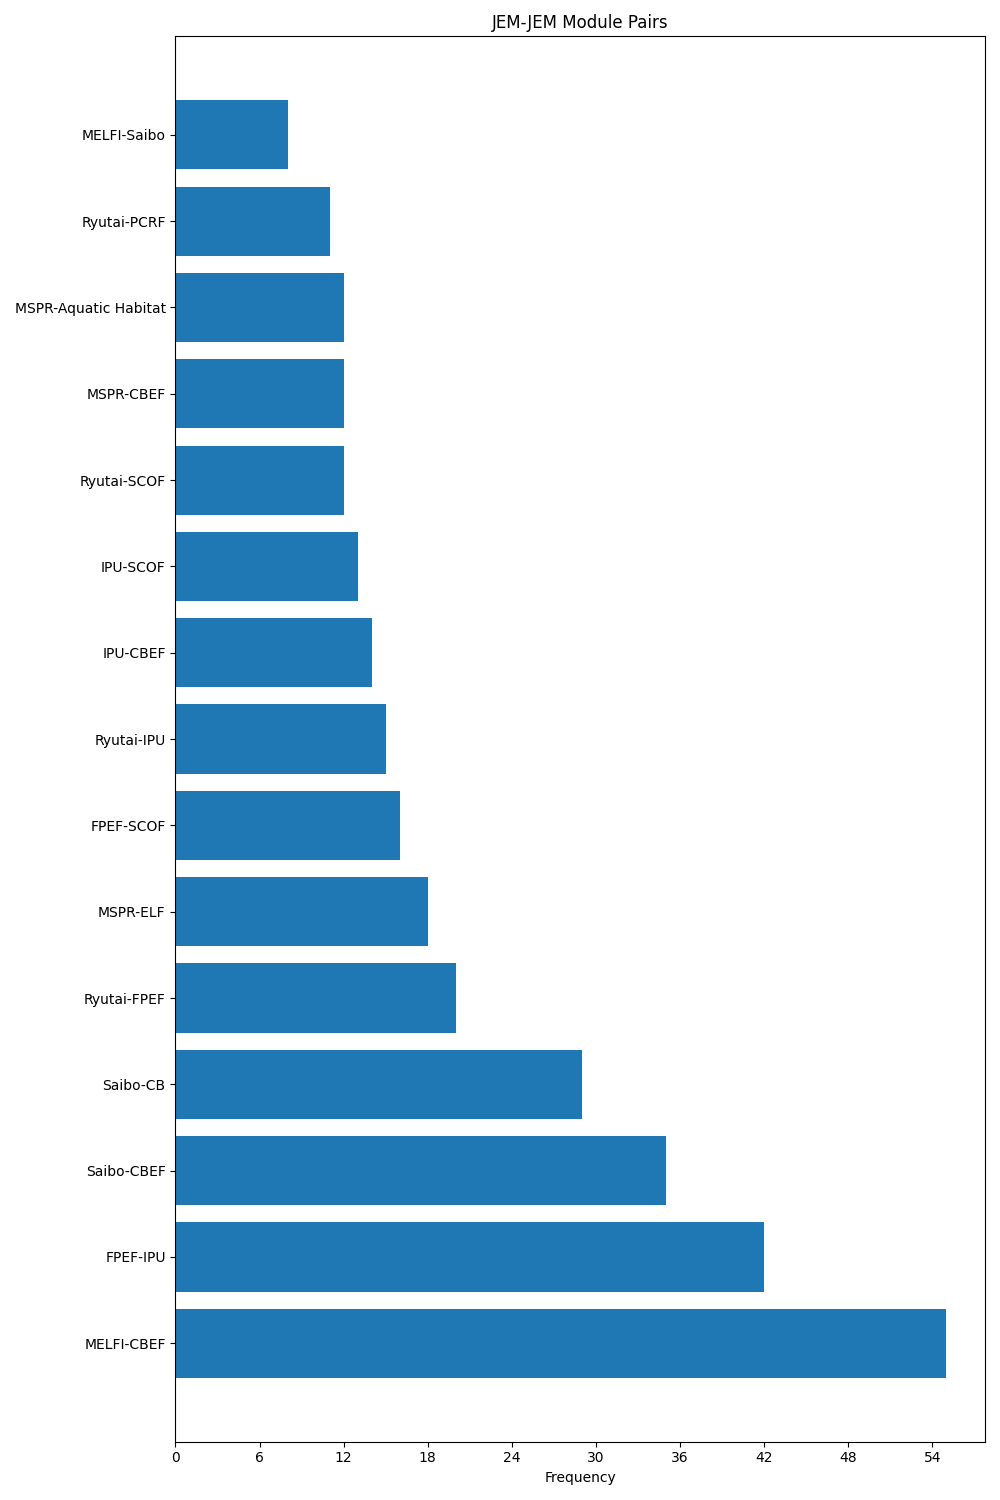 JEM-JEM Module Pairs
MELFI-Saibo
Ryutai-PCRF
MSPR-Aquatic Habitat
MSPR-CBEF
Ryutai-SCOF
IPU-SCOF
IPU-CBEF
Ryutai-IPU
FPEF-SCOF
MSPR-ELF
Ryutai-FPEF
Saibo-CB
Saibo-CBEF
FPEF-IPU
MELFI-CBEF
0 6 12 18 24 30 36 42 48 54
Frequency